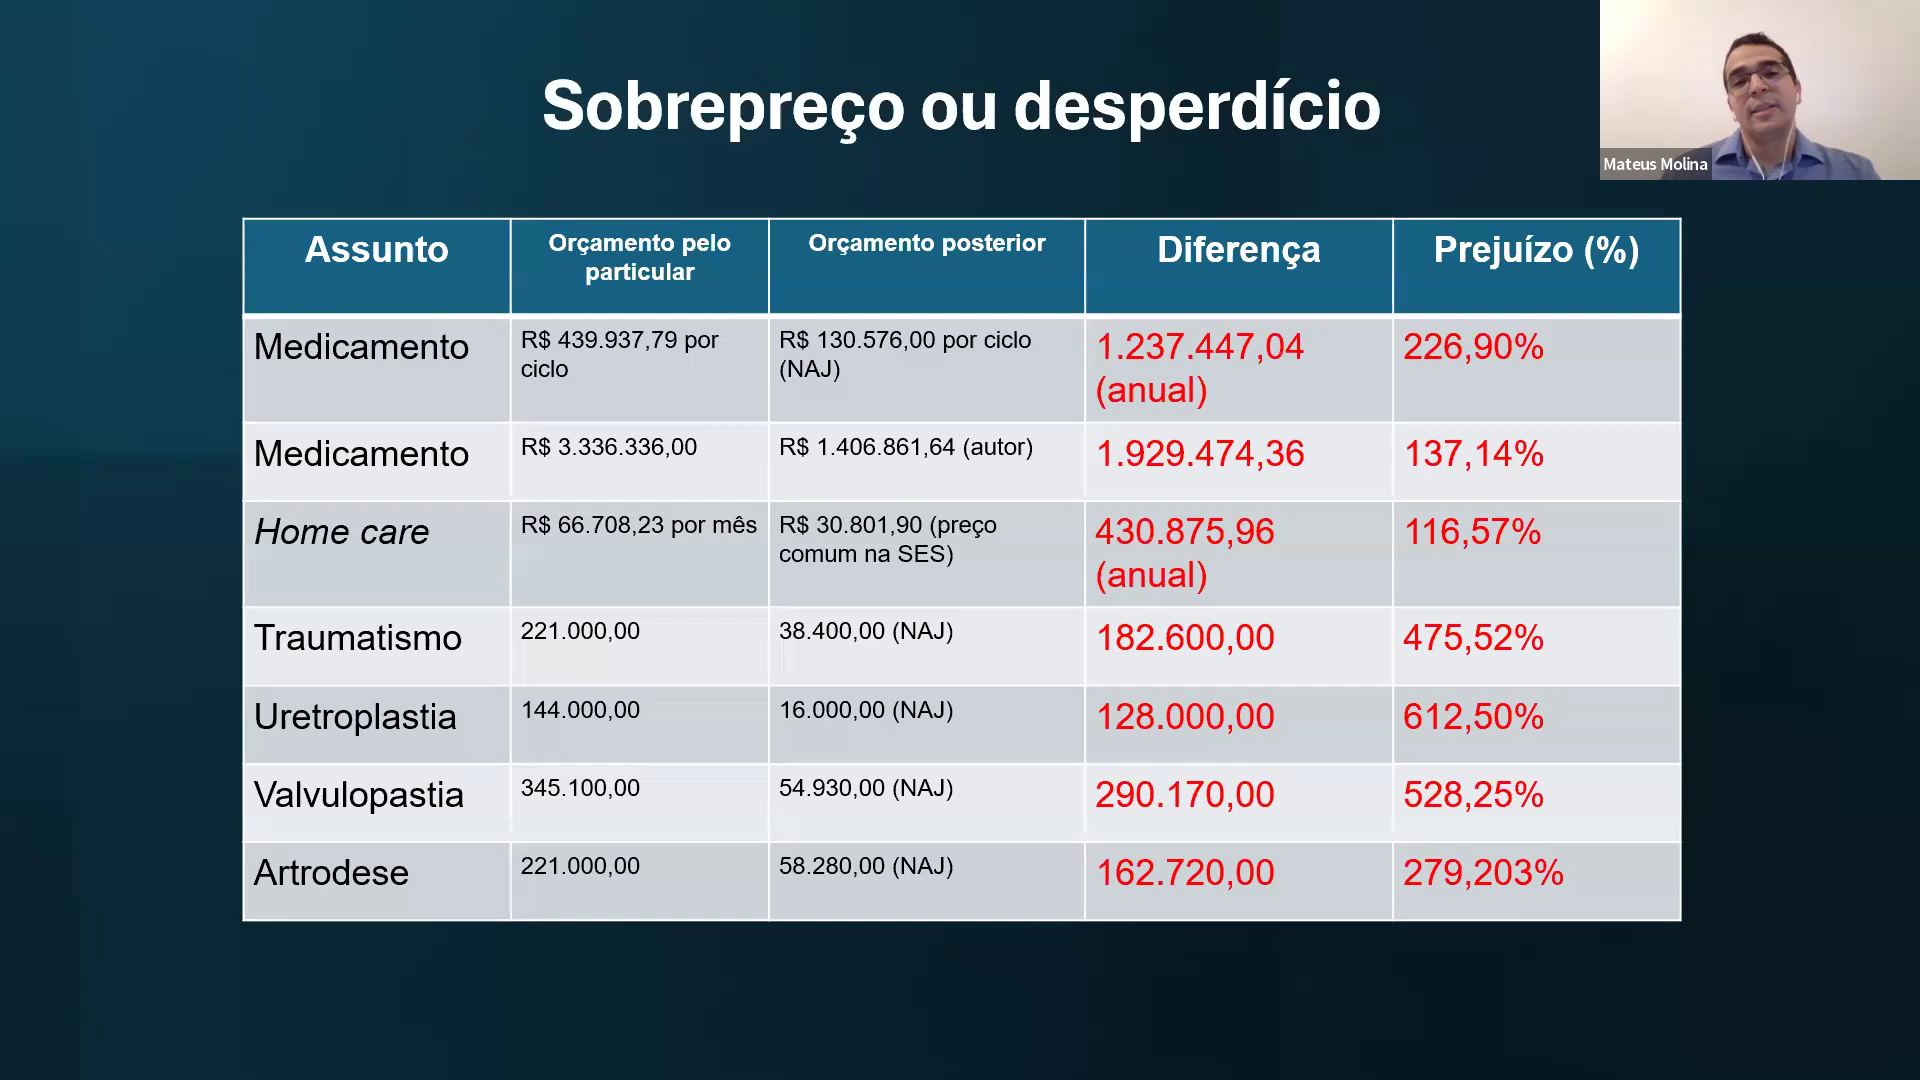 Sobrepreço ou desperdício
Mateus Molina
Assunto
Orçamento pelo
particular
Orçamento posterior
Diferença
Prejuízo (%)
Medicamento
R$ 439.937,79 por
ciclo
R$ 130.576,00 por ciclo
(NAJ)
1.237.447,04
(anual)
226,90%
Medicamento
R$ 3.336.336,00
R$ 1.406.861,64 (autor)
1.929.474,36
137,14%
Home care
R$ 66.708,23 por mês
R$ 30.801,90 (preço
comum na SES)
430.875,96
(anual)
116,57%
Traumatismo
221.000,00
38.400,00 (NAJ)
182.600,00
475,52%
Uretroplastia
144.000,00
16.000,00 (NAJ)
128.000,00
612,50%
Valvulopastia
345.100,00
54.930,00 (NAJ)
290.170,00
528,25%
Artrodese
221.000,00
58.280,00 (NAJ)
162.720,00
279,203%